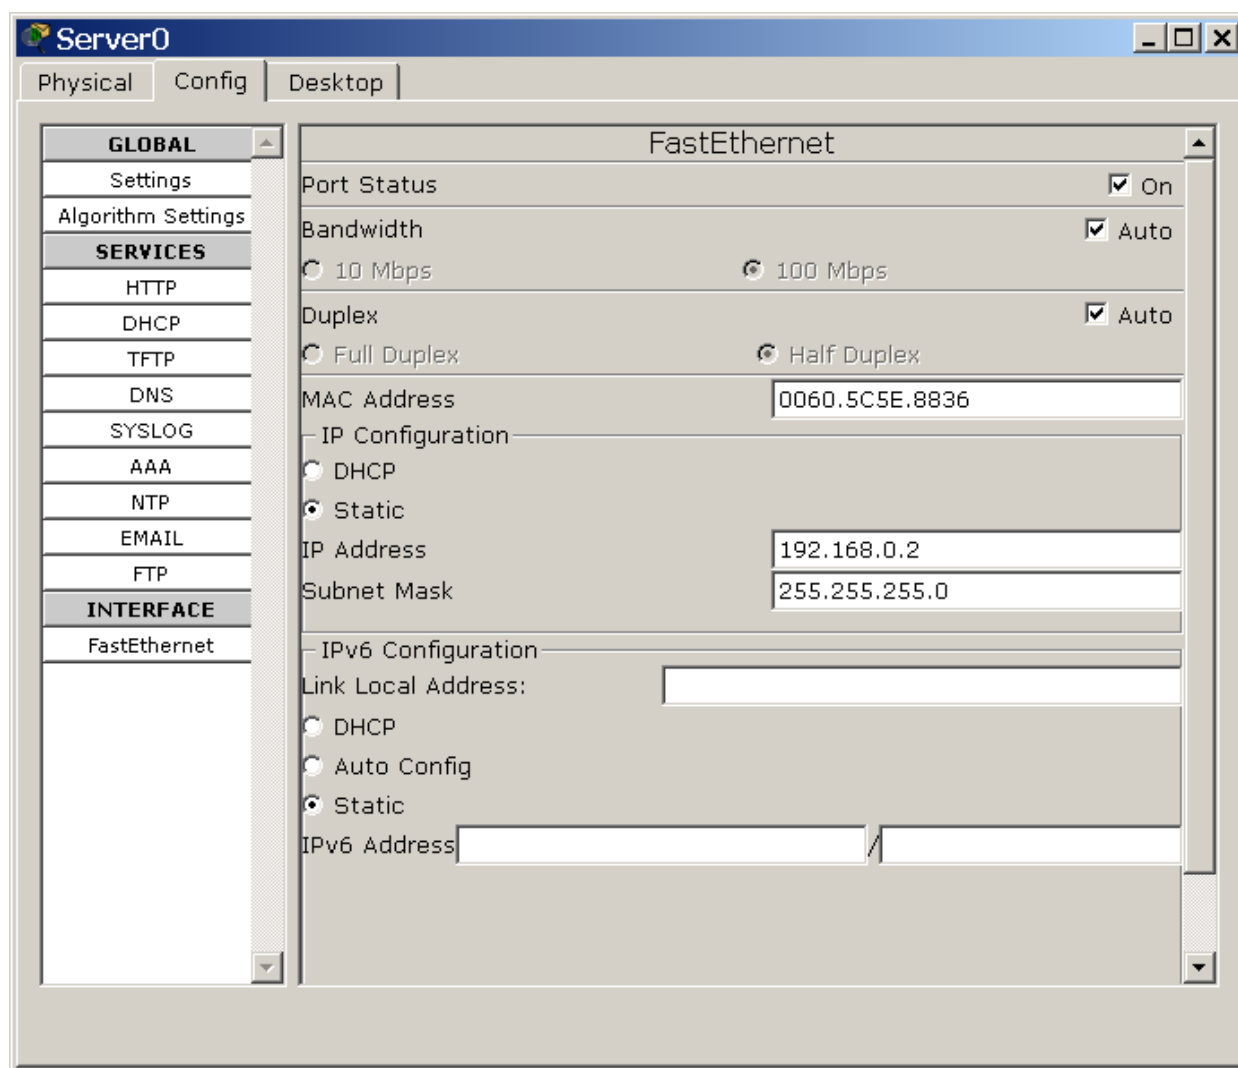 Server0
Physical Config Desktop
GLOBAL
Settings
Algorithm Settings
SERVICES
HTTP
DHCP
TFTP
DNS
SYSLOG
AAA
NTP
EMAIL
FTP
INTERFACE
FastEthernet
FastEthernet
Port Status On
Bandwidth Auto
10 Mbps 100 Mbps
Duplex Auto
Full Duplex Half Duplex
MAC Address 0060.5C5E.8836
IP Configuration
DHCP
Static
IP Address 192.168.0.2
Subnet Mask 255.255.255.0
IPv6 Configuration
Link Local Address:
DHCP
Auto Config
Static
IPv6 Address /